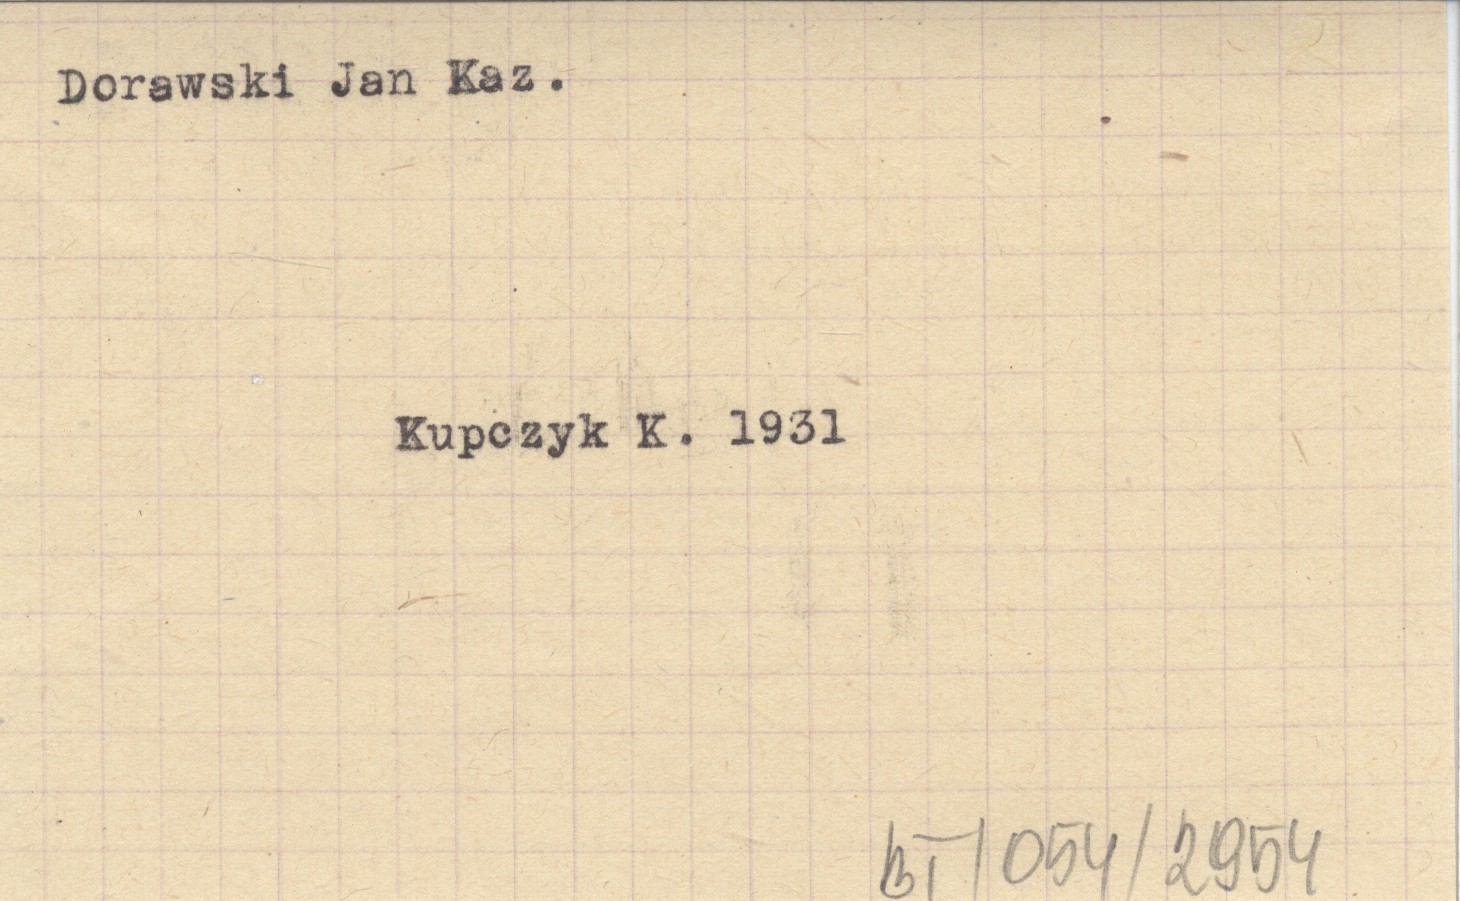 Dorawski Jan Kaz.
Kupczyk K. 1931
BT/054/2954